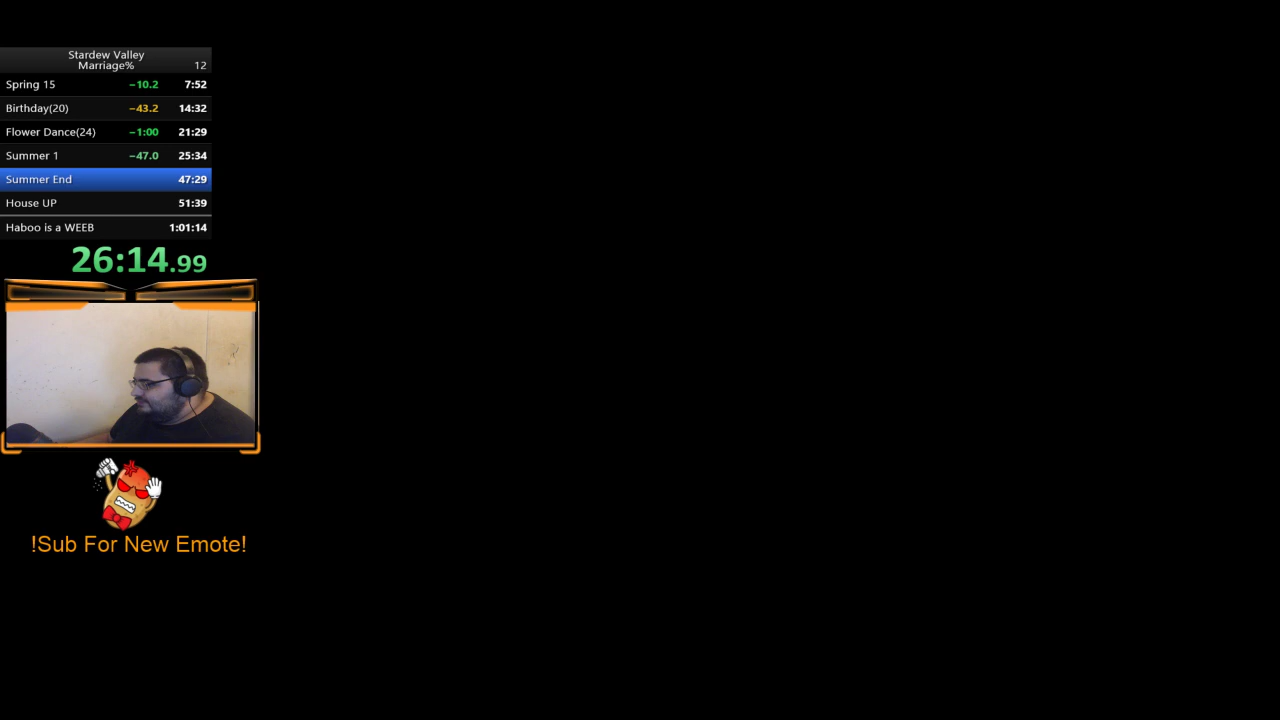 Stardew Valley
Marriage% 12
Spring 15 −10.2 7:52
Birthday(20) −43.2 14:32
Flower Dance(24) −1:00 21:29
Summer 1 −47.0 25:34
Summer End 47:29
House UP 51:39
Haboo is a WEEB 1:01:14
26:14.99
!Sub For New Emote!